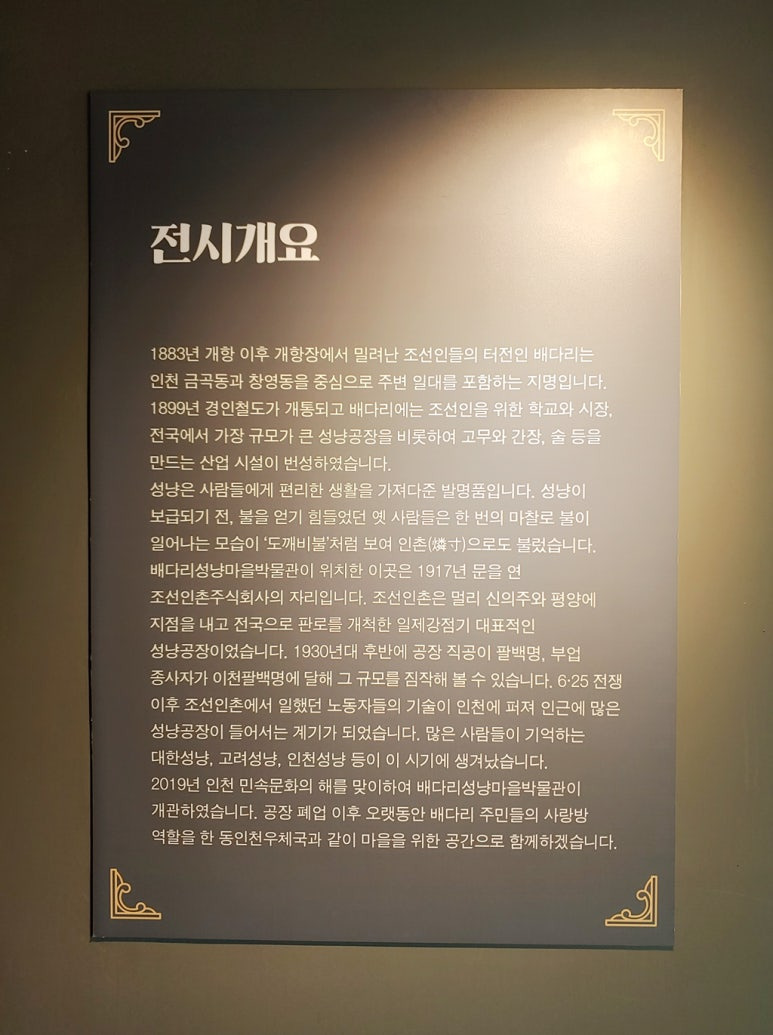 전시개요
1883년 개항 이후 개항장에서 밀려난 조선인들의 터전인 배다리는
인천 금곡동과 창영동을 중심으로 주변 일대를 포함하는 지명입니다.
1899년 경인철도가 개통되고 배다리에는 조선인을 위한 학교와 시장,
전국에서 가장 규모가 큰 성냥공장을 비롯하여 고무와 간장, 술 등을
만드는 산업 시설이 번성하였습니다.
성냥은 사람들에게 편리한 생활을 가져다준 발명품입니다. 성냥이
보급되기 전, 불을 얻기 힘들었던 옛 사람들은 한 번의 마찰로 불이
일어나는 모습이 '도깨비불'처럼 보여 인촌(燐寸)으로도 불렀습니다.
배다리성냥마을박물관이 위치한 이곳은 1917년 문을 연
조선인촌주식회사의 자리입니다. 조선인촌은 멀리 신의주와 평양에
지점을 내고 전국으로 판로를 개척한 일제강점기 대표적인
성냥공장이었습니다. 1930년대 후반에 공장 직공이 팔백명, 부업
종사자가 이천팔백명에 달해 그 규모를 짐작해 볼 수 있습니다. 6·25 전쟁
이후 조선인촌에서 일했던 노동자들의 기술이 인천에 퍼져 인근에 많은
성냥공장이 들어서는 계기가 되었습니다. 많은 사람들이 기억하는
대한성냥, 고려성냥, 인천성냥 등이 이 시기에 생겨났습니다.
2019년 인천 민속문화의 해를 맞이하여 배다리성냥마을박물관이
개관하였습니다. 공장 폐업 이후 오랫동안 배다리 주민들의 사랑방
역할을 한 동인천우체국과 같이 마을을 위한 공간으로 함께하겠습니다.